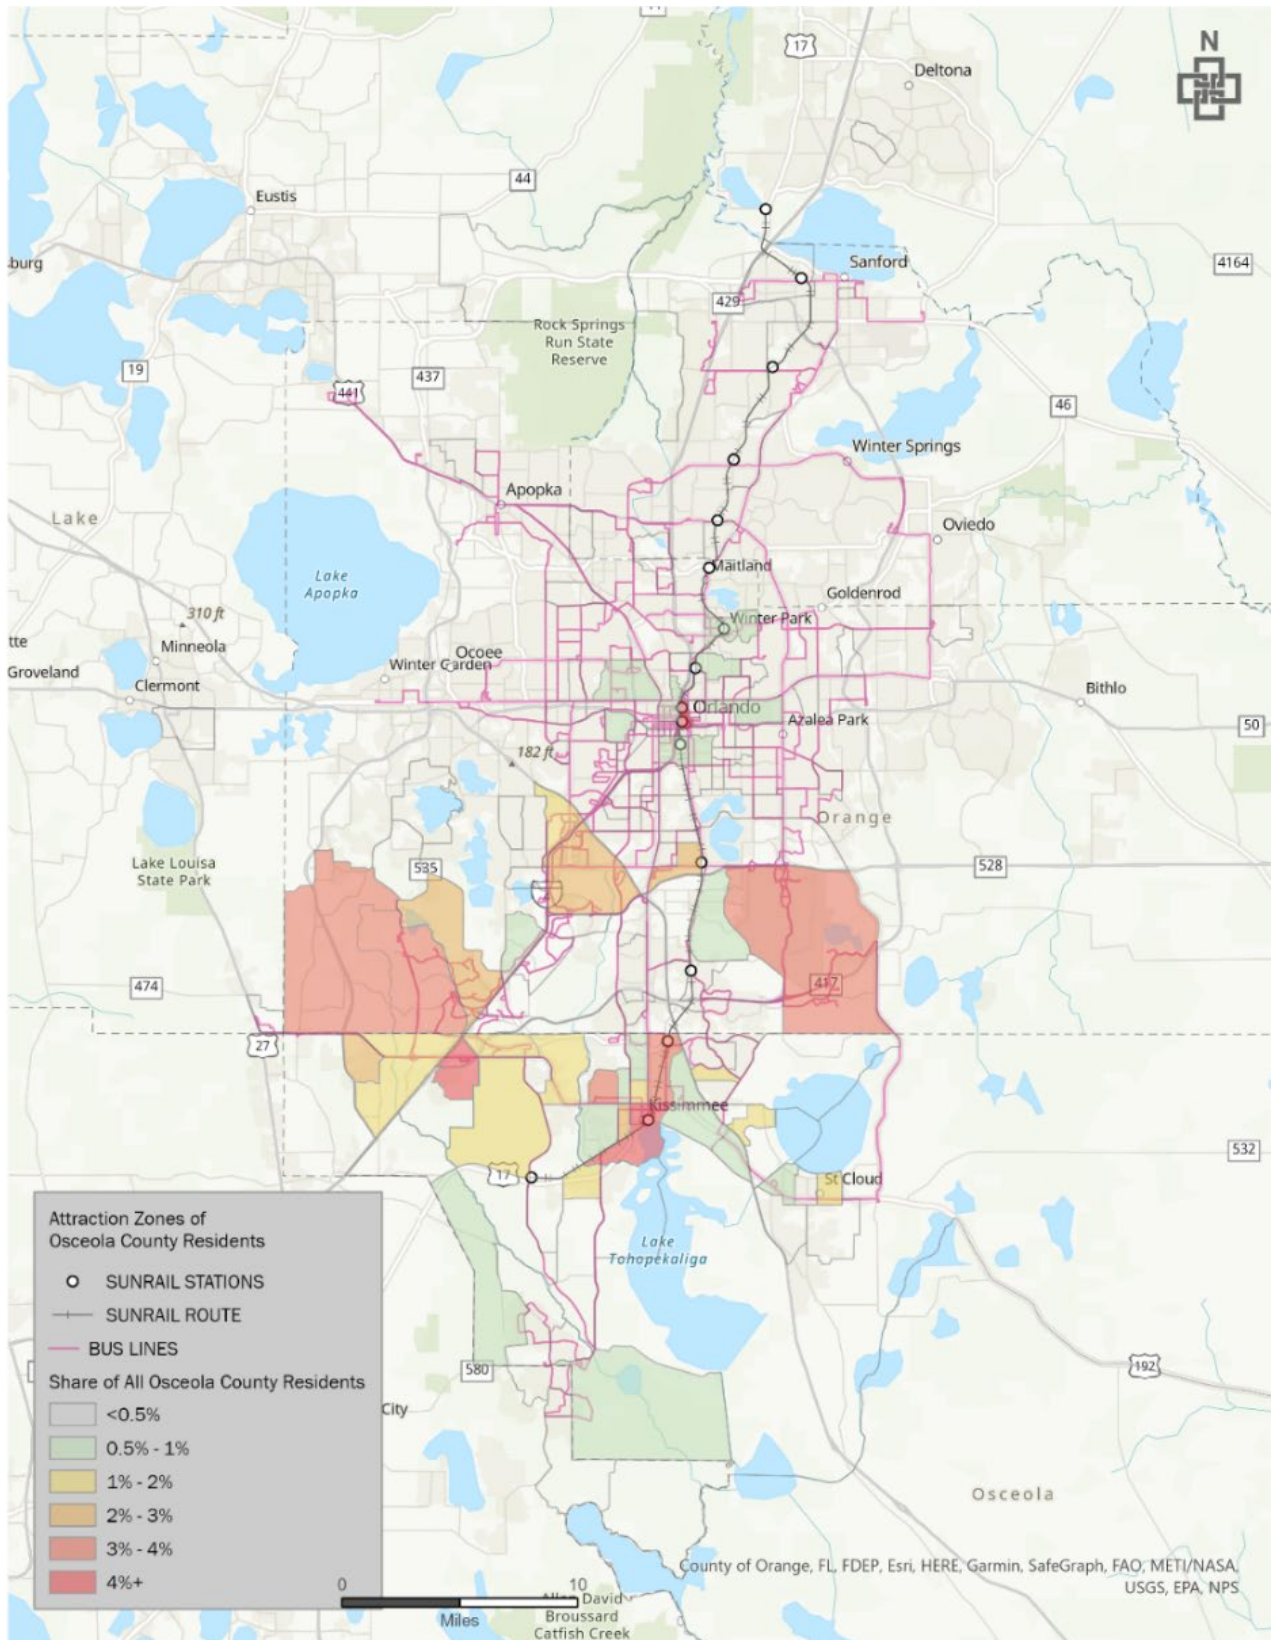 44
17
N
Deltona
Eustis
44
burg
Sanford
4164
429
Rock Springs
Run State
Reserve
19
437
441
46
Winter Springs
Apopka
Lake
Oviedo
Maitland
Lake
Apopka
Goldenrod
310 ft
Winter Park
tte
Minneola
Ocoee
Groveland
Winter Garden
Clermont
Bithlo
Orlando
Azalea Park
50
182 ft
Orange
Lake Louisa
State Park
535
528
474
417
27
Kissimmee
532
17
St Cloud
Lake
Tohopekaliga
Attraction Zones of
Osceola County Residents
SUNRAIL STATIONS
SUNRAIL ROUTE
BUS LINES
Share of All Osceola County Residents
<0.5%
0.5% - 1%
1% - 2%
2% - 3%
3% - 4%
4%+
580
192
City
Osceola
County of Orange, FL, FDEP, Esri, HERE, Garmin, SafeGraph, FAO, METI/NASA,
USGS, EPA, NPS
0
10
Miles
Allen David
Broussard
Catfish Creek